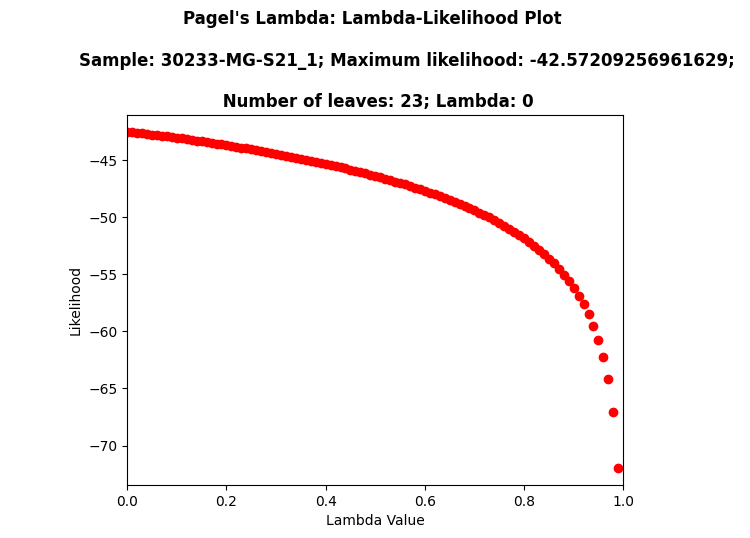 Pagel's Lambda: Lambda-Likelihood Plot
Sample: 30233-MG-S21_1; Maximum likelihood: -42.57209256961629;
Number of leaves: 23; Lambda: 0
−45
−50
−55
−60
−65
−70
Likelihood
0.0 0.2 0.4 0.6 0.8 1.0
Lambda Value